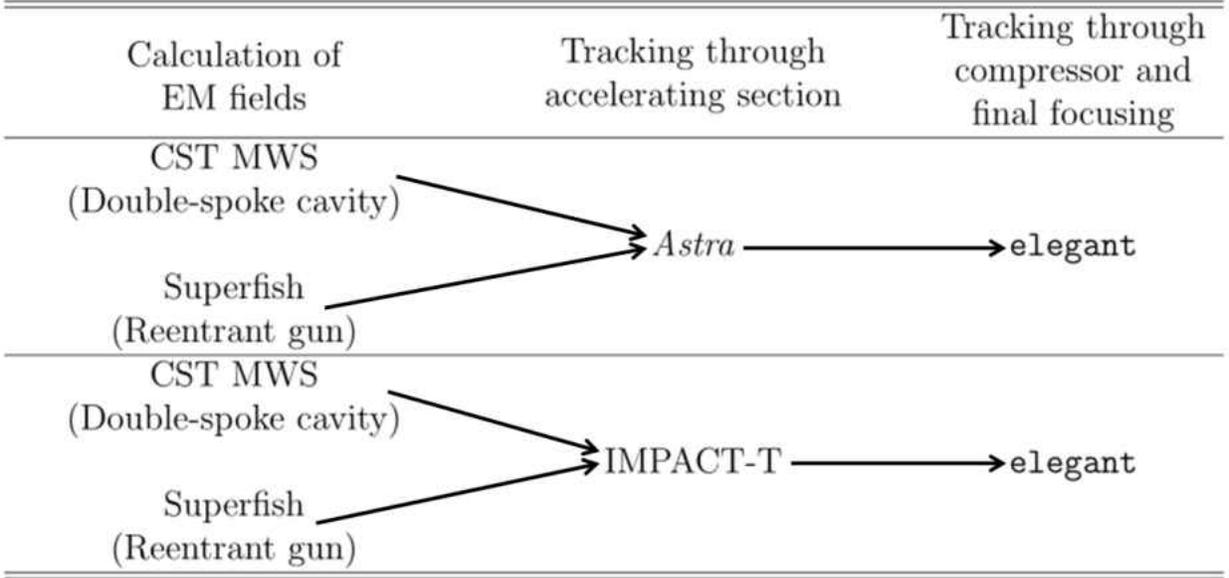 Calculation of
EM fields
Tracking through
accelerating section
Tracking through
compressor and
final focusing
CST MWS
(Double-spoke cavity)
Superfish
(Reentrant gun)
Astra
elegant
CST MWS
(Double-spoke cavity)
Superfish
(Reentrant gun)
IMPACT-T
elegant